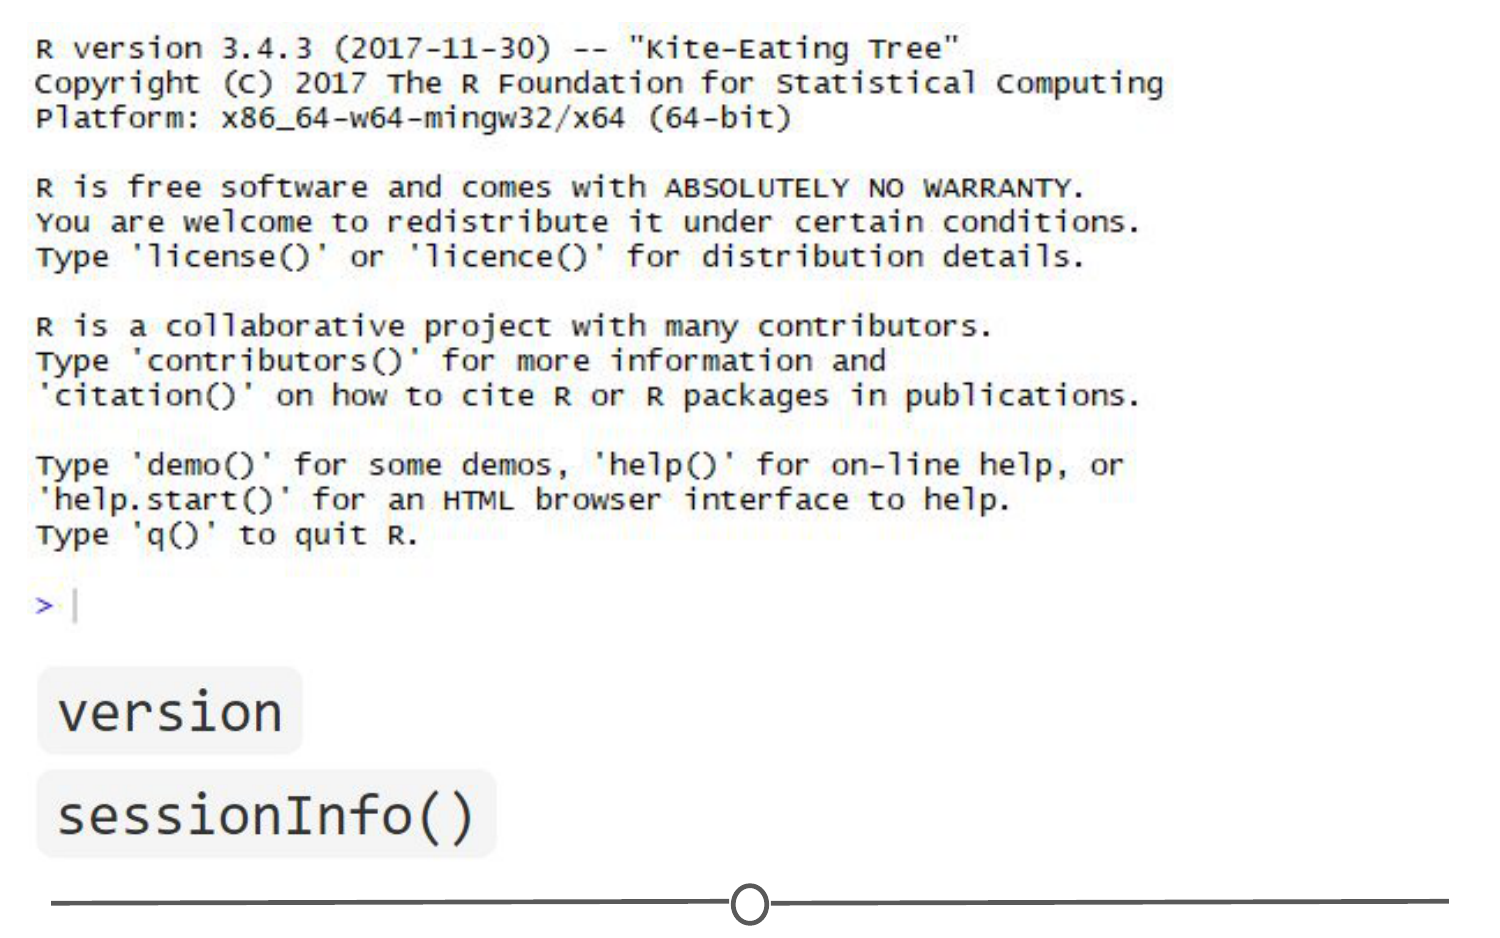 R version 3.4.3 (2017-11-30) -- "Kite-Eating Tree"
Copyright (C) 2017 The R Foundation for Statistical Computing
Platform: x86_64-w64-mingw32/x64 (64-bit)
R is free software and comes with ABSOLUTELY NO WARRANTY.
You are welcome to redistribute it under certain conditions.
Type 'license()' or 'licence()' for distribution details.
R is a collaborative project with many contributors.
Type 'contributors()' for more information and
'citation()' on how to cite R or R packages in publications.
Type 'demo()' for some demos, 'help()' for on-line help, or
'help.start()' for an HTML browser interface to help.
Type 'q()' to quit R.
>
version
sessionInfo()